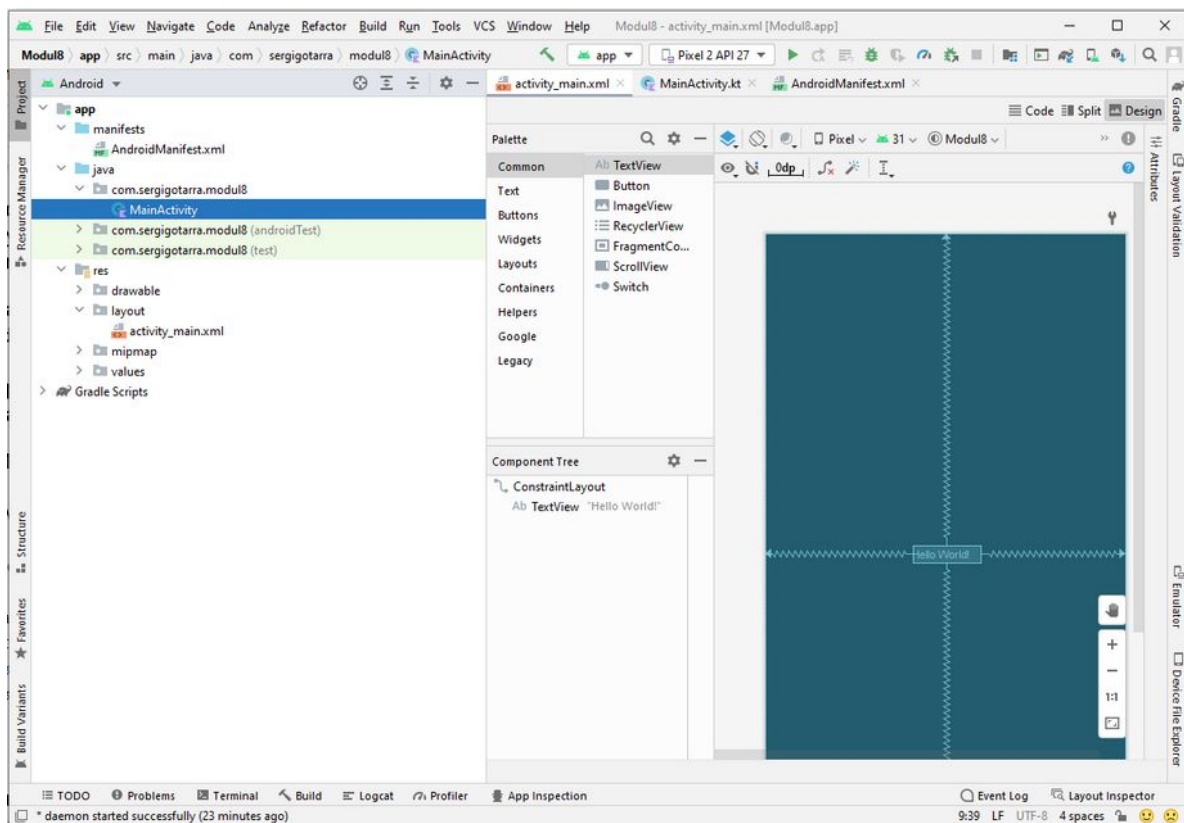 File Edit View Navigate Code Analyze Refactor Build Run Tools VCS Window Help Modul8 - activity_main.xml [Modul8.app]
Modul8 app src main java com sergigotarra modul8 MainActivity app Pixel 2 API 27
Project
Resource Manager
Structure
Favorites
Build Variants
Android
app
manifests
AndroidManifest.xml
java
com.sergigotarra.modul8
MainActivity
com.sergigotarra.modul8 (androidTest)
com.sergigotarra.modul8 (test)
res
drawable
layout
activity_main.xml
mipmap
values
Gradle Scripts
activity_main.xml MainActivity.kt AndroidManifest.xml
Code Split Design
Palette
Common
Text
Buttons
Widgets
Layouts
Containers
Helpers
Google
Legacy
Ab TextView
Button
ImageView
RecyclerView
FragmentCo...
ScrollView
Switch
Component Tree
ConstraintLayout
Ab TextView "Hello World!"
Pixel 31 Modul8
0dp
Hello World!
1:1
Attributes
Gradle
Layout Validation
Emulator
Device File Explorer
TODO Problems Terminal Build Logcat Profiler App Inspection Event Log Layout Inspector
* daemon started successfully (23 minutes ago) 9:39 LF UTF-8 4 spaces